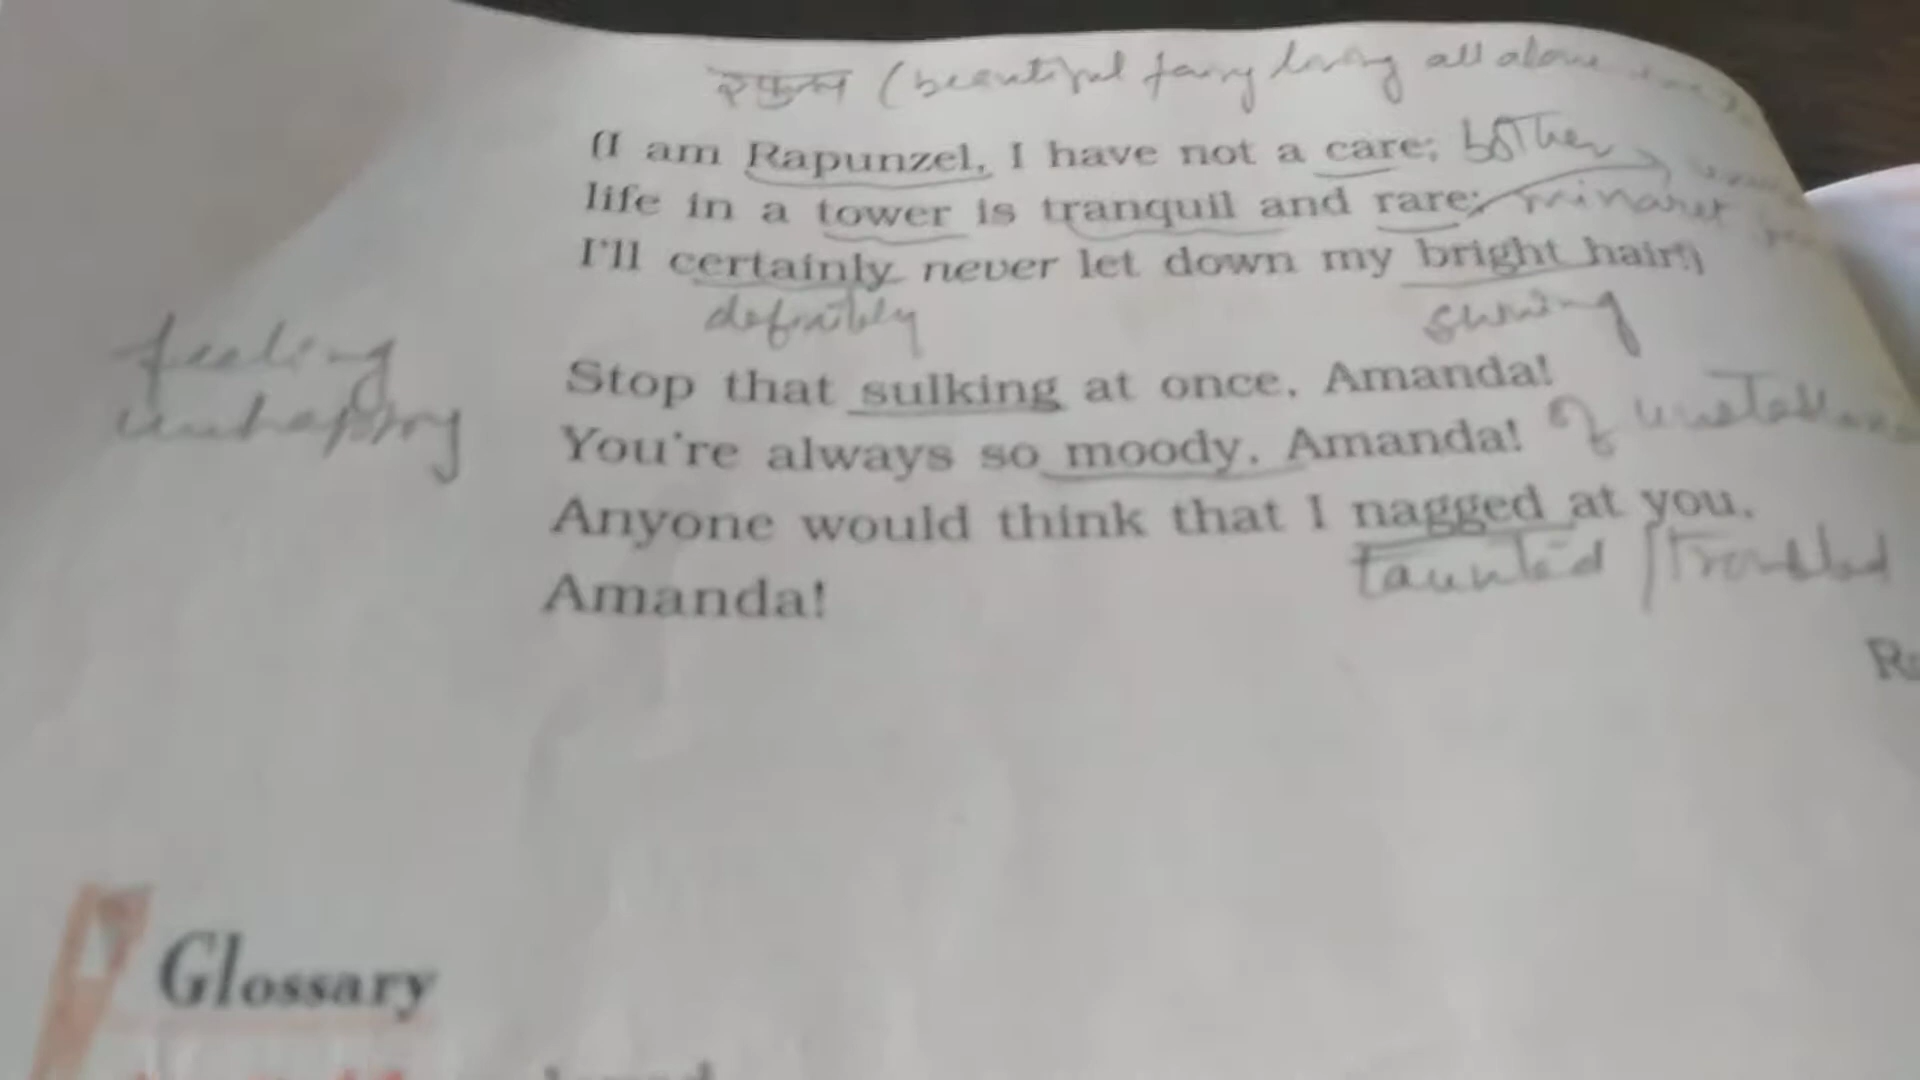 (beautiful fairy living all alone
(I am Rapunzel, I have not a care; bother
life in a tower is tranquil and rare; minaret
I'll certainly never let down my bright hair!)
definitely shining
feeling
unhappy
Stop that sulking at once, Amanda!
You're always so moody, Amanda!
Anyone would think that I nagged at you,
taunted / troubled
Amanda!
Glossary